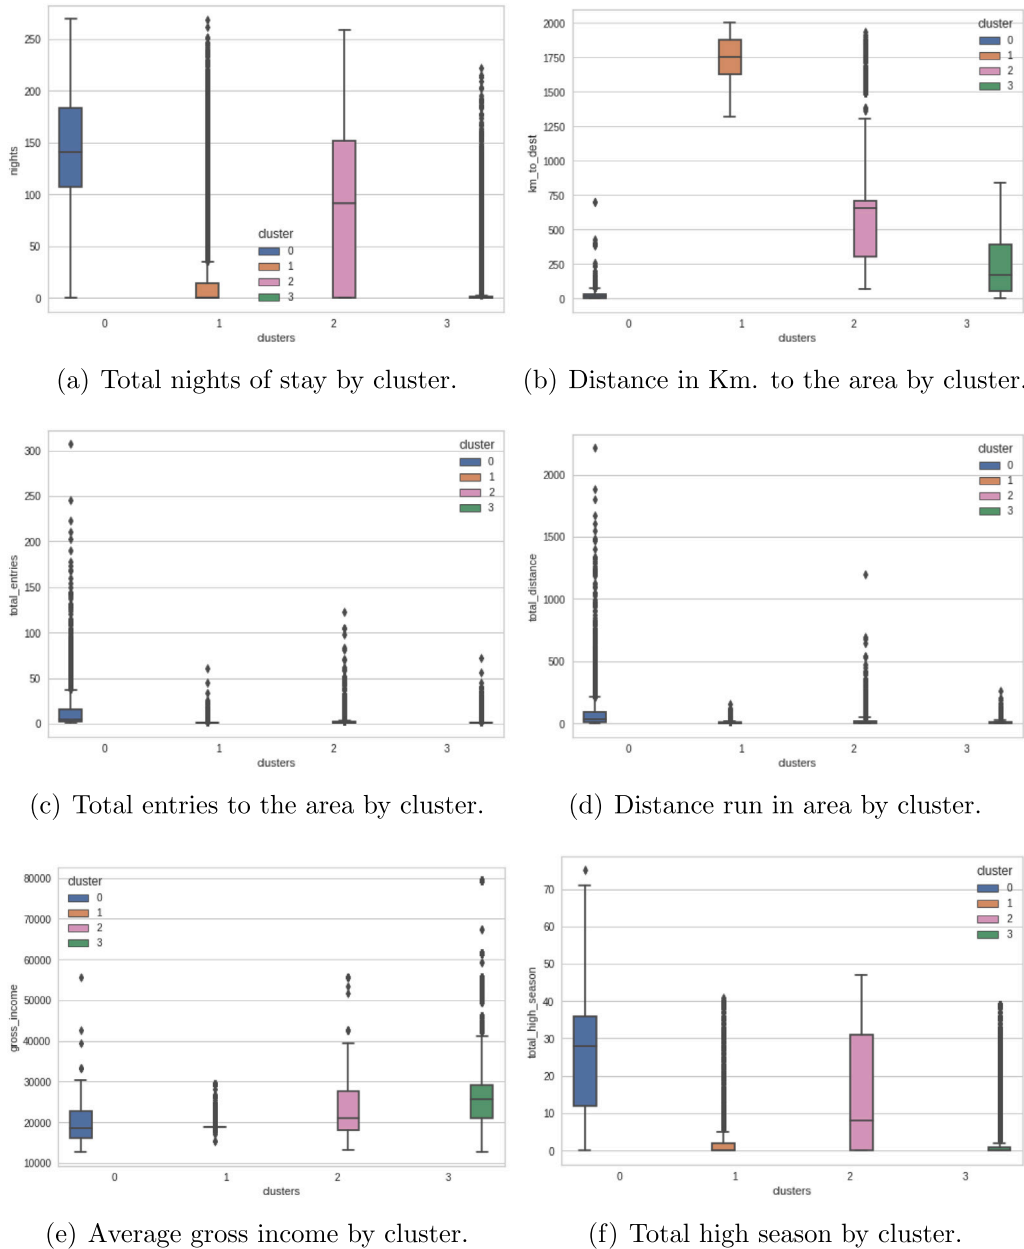 250
200
150
100
50
0
nights
cluster
0
1
2
3
0 1 2 3
clusters
(a) Total nights of stay by cluster.
2000
1750
1500
1250
1000
750
500
250
0
km_to_dest
cluster
0
1
2
3
0 1 2 3
clusters
(b) Distance in Km. to the area by cluster.
300
250
200
150
100
50
0
total_entries
cluster
0
1
2
3
0 1 2 3
clusters
(c) Total entries to the area by cluster.
2000
1500
1000
500
0
total_distance
cluster
0
1
2
3
0 1 2 3
clusters
(d) Distance run in area by cluster.
80000
70000
60000
50000
40000
30000
20000
10000
gross_income
cluster
0
1
2
3
0 1 2 3
clusters
(e) Average gross income by cluster.
70
60
50
40
30
20
10
0
total_high_season
cluster
0
1
2
3
0 1 2 3
clusters
(f) Total high season by cluster.